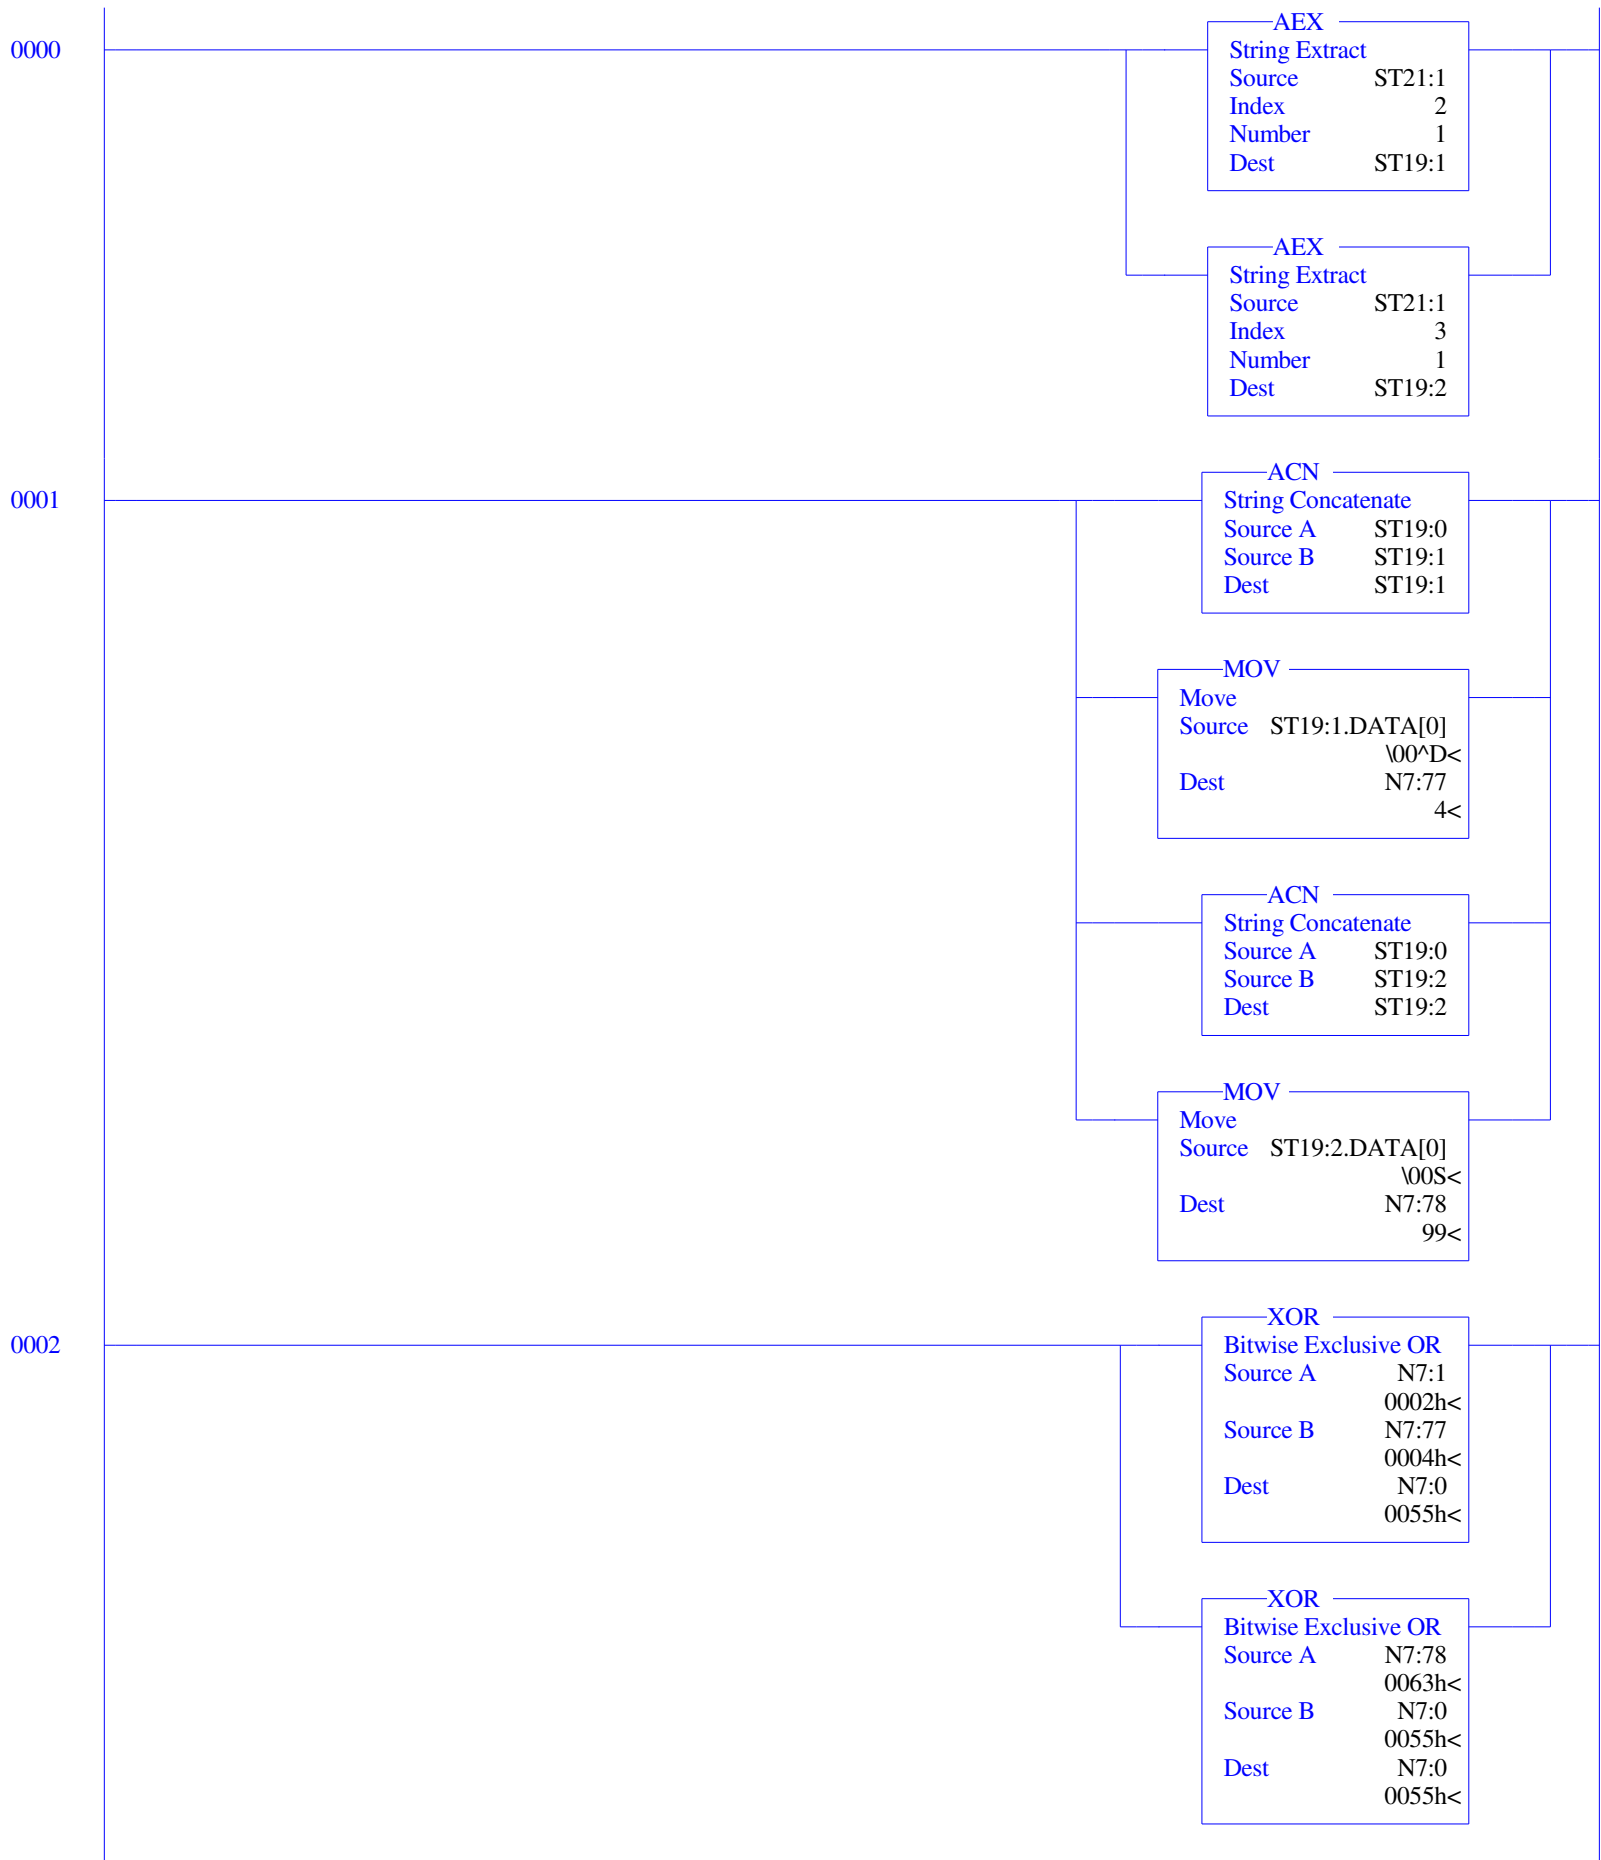 0000
AEX
String Extract
Source ST21:1
Index 2
Number 1
Dest ST19:1
AEX
String Extract
Source ST21:1
Index 3
Number 1
Dest ST19:2
0001
ACN
String Concatenate
Source A ST19:0
Source B ST19:1
Dest ST19:1
MOV
Move
Source ST19:1.DATA[0]
\00^D<
Dest N7:77
4<
ACN
String Concatenate
Source A ST19:0
Source B ST19:2
Dest ST19:2
MOV
Move
Source ST19:2.DATA[0]
\00S<
Dest N7:78
99<
0002
XOR
Bitwise Exclusive OR
Source A N7:1
0002h<
Source B N7:77
0004h<
Dest N7:0
0055h<
XOR
Bitwise Exclusive OR
Source A N7:78
0063h<
Source B N7:0
0055h<
Dest N7:0
0055h<